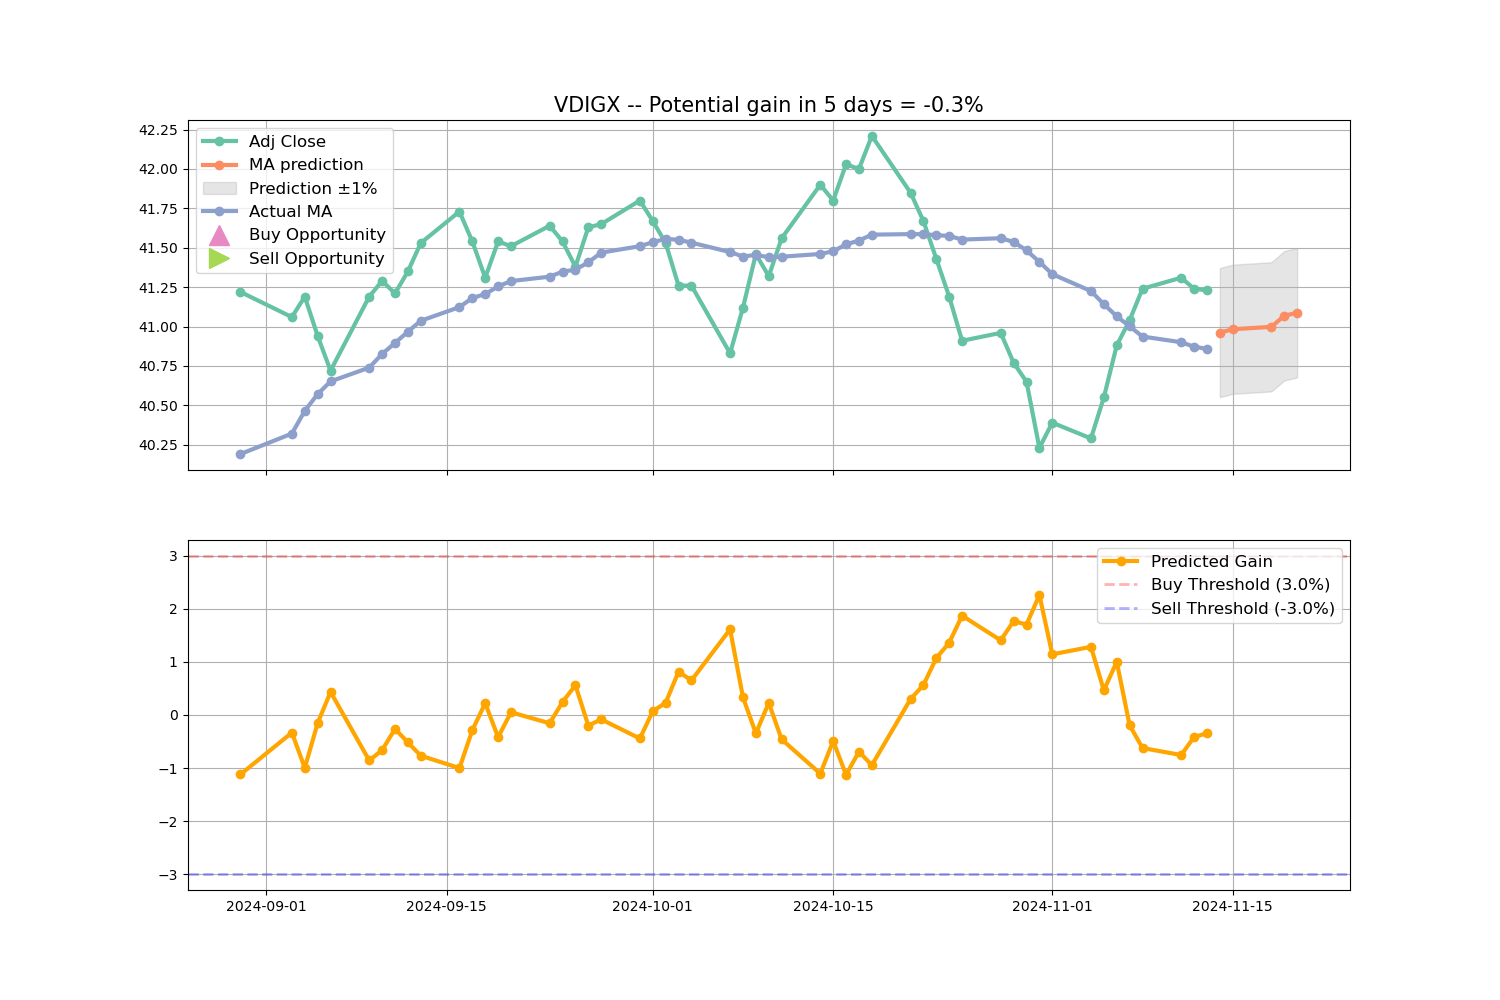 VDIGX -- Potential gain in 5 days = -0.3%
42.25
42.00
41.75
41.50
41.25
41.00
40.75
40.50
40.25
Adj Close
MA prediction
Prediction ±1%
Actual MA
Buy Opportunity
Sell Opportunity
3
2
1
0
−1
−2
−3
Predicted Gain
Buy Threshold (3.0%)
Sell Threshold (-3.0%)
2024-09-01 2024-09-15 2024-10-01 2024-10-15 2024-11-01 2024-11-15